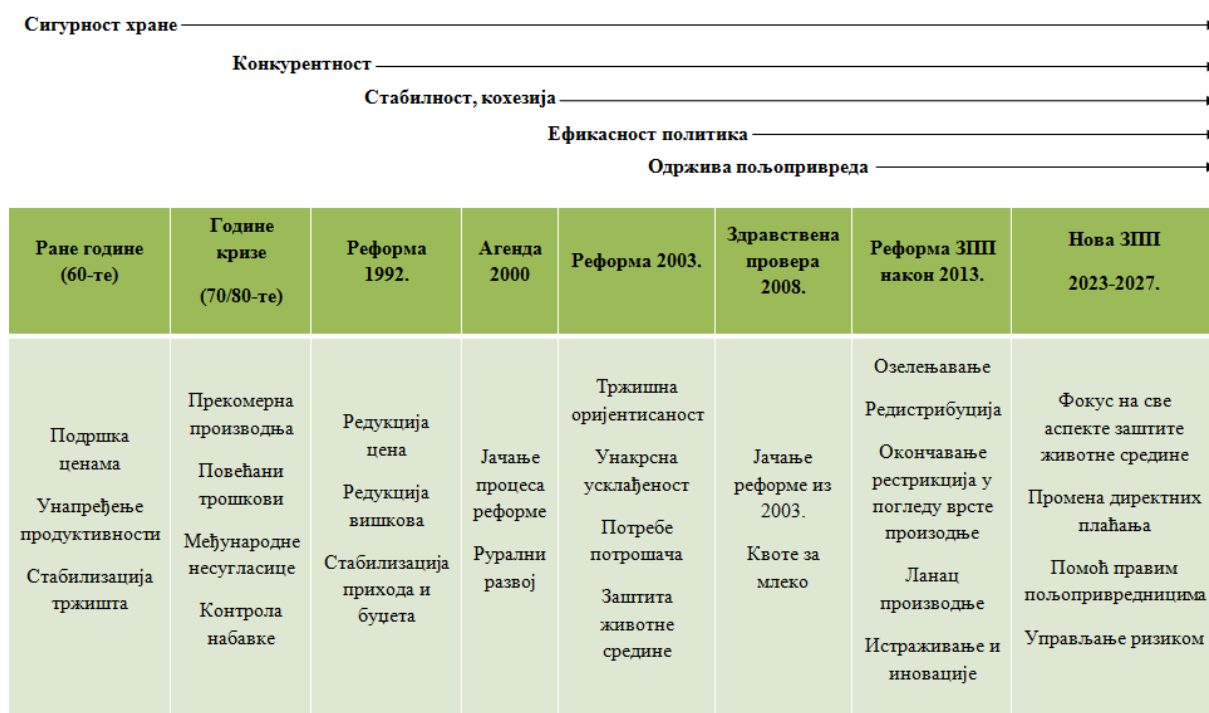 Сигурност хране
Конкурентност
Стабилност, кохезија
Ефикасност политика
Одржива пољопривреда
Ране године
(60-те)
Године
кризе
(70/80-те)
Реформа
1992.
Агенда
2000
Реформа 2003.
Здравствена
провера
2008.
Реформа ЗПП
након 2013.
Нова ЗПП
2023-2027.
Подршка
ценама
Унапређење
продуктивности
Стабилизација
тржишта
Прекомерна
производња
Повећани
трошкови
Међународне
несугласице
Контрола
набавке
Редукција
цена
Редукција
вишкова
Стабилизација
прихода и
буџета
Јачање
процеса
реформе
Рурални
развој
Тржишна
оријентисаност
Унакрсна
усклађеност
Потребе
потрошача
Заштита
животне
средине
Јачање
реформе из
2003.
Квоте за
млеко
Озелењавање
Редистрибуција
Окончавање
рестрикција у
погледу врсте
произодње
Ланац
производње
Истраживање и
иновације
Фокус на све
аспекте заштите
животне средине
Промена директних
плаћања
Помоћ правим
пољопривредницима
Управљање ризиком